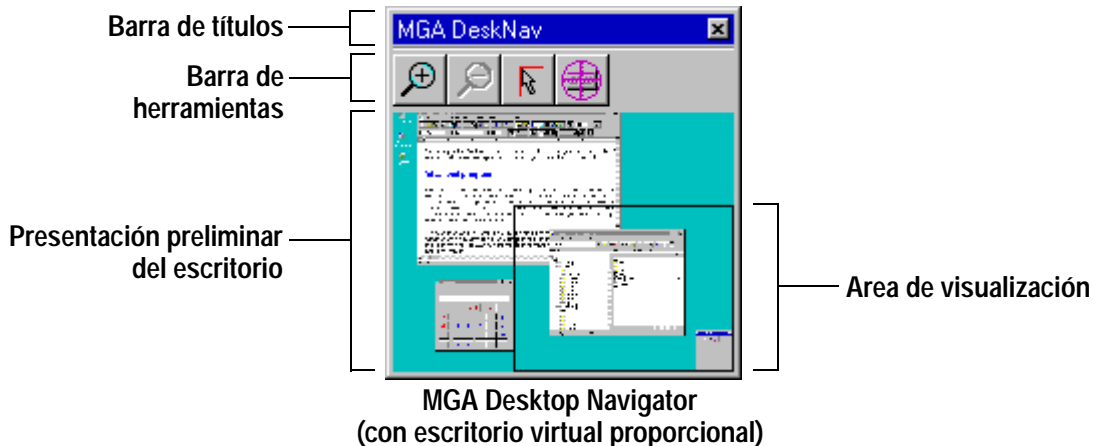 Barra de títulos
MGA DeskNav
Barra de
herramientas
Presentación preliminar
del escritorio
Area de visualización
MGA Desktop Navigator
(con escritorio virtual proporcional)